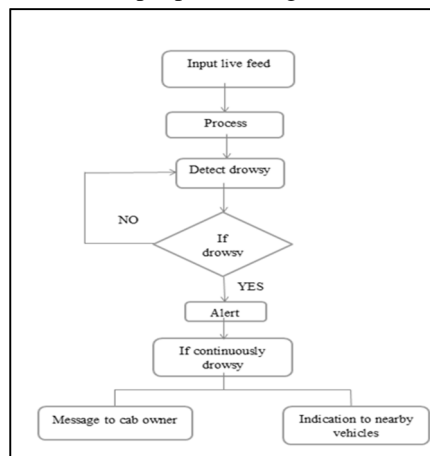 Input live feed
Process
Detect drowsy
NO
If
drowsy
YES
Alert
If continuously
drowsy
Message to cab owner
Indication to nearby
vehicles